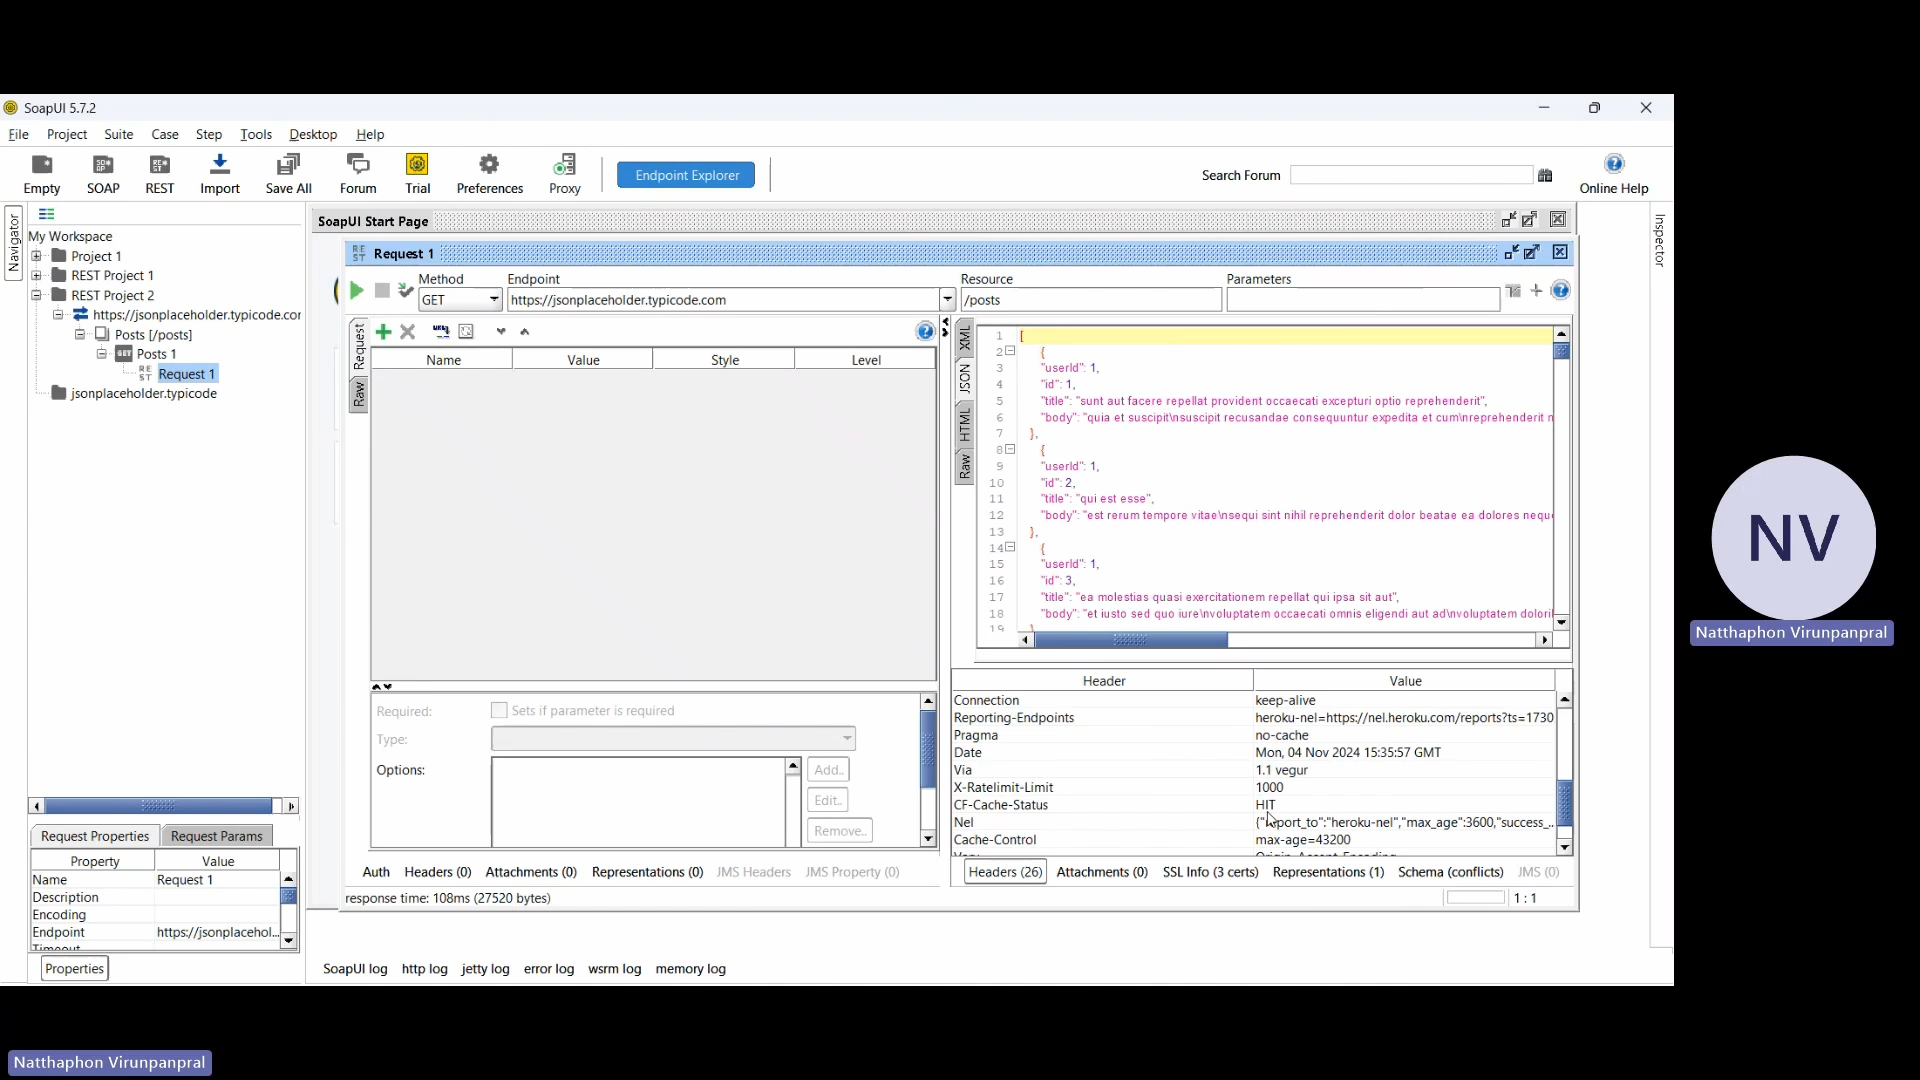 SoapUI 5.7.2
File Project Suite Case Step Tools Desktop Help
Empty SOAP REST Import Save All Forum Trial Preferences Proxy Endpoint Explorer Search Forum Online Help
Navigator
My Workspace
Project 1
REST Project 1
REST Project 2
https://jsonplaceholder.typicode.cor
Posts [/posts]
Posts 1
Request 1
jsonplaceholder.typicode
Request Properties Request Params
Property Value
Name Request 1
Description
Encoding
Endpoint https://jsonplacehol...
Properties
SoapUI Start Page
Request 1
Method Endpoint Resource Parameters
GET https://jsonplaceholder.typicode.com /posts
Request
Raw
Name Value Style Level
Required: Sets if parameter is required
Type:
Options:
Add..
Edit..
Remove..
Auth Headers (0) Attachments (0) Representations (0) JMS Headers JMS Property (0)
response time: 108ms (27520 bytes)
XML
JSON
HTML
Raw
1 [
2 {
3 "userId": 1,
4 "id": 1,
5 "title": "sunt aut facere repellat provident occaecati excepturi optio reprehenderit",
6 "body": "quia et suscipit\nsuscipit recusandae consequuntur expedita et cum\nreprehenderit n
7 },
8 {
9 "userId": 1,
10 "id": 2,
11 "title": "qui est esse",
12 "body": "est rerum tempore vitae\nsequi sint nihil reprehenderit dolor beatae ea dolores nequ
13 },
14 {
15 "userId": 1,
16 "id": 3,
17 "title": "ea molestias quasi exercitationem repellat qui ipsa sit aut",
18 "body": "et iusto sed quo iure\nvoluptatem occaecati omnis eligendi aut ad\nvoluptatem dolori
19 }
Header Value
Connection keep-alive
Reporting-Endpoints heroku-nel=https://nel.heroku.com/reports?ts=1730
Pragma no-cache
Date Mon, 04 Nov 2024 15:35:57 GMT
Via 1.1 vegur
X-Ratelimit-Limit 1000
CF-Cache-Status HIT
Nel {"report_to":"heroku-nel","max_age":3600,"success_...
Cache-Control max-age=43200
Headers (26) Attachments (0) SSL Info (3 certs) Representations (1) Schema (conflicts) JMS (0)
1 : 1
Inspector
SoapUI log http log jetty log error log wsrm log memory log
NV
Natthaphon Virunpanpral
Natthaphon Virunpanpral